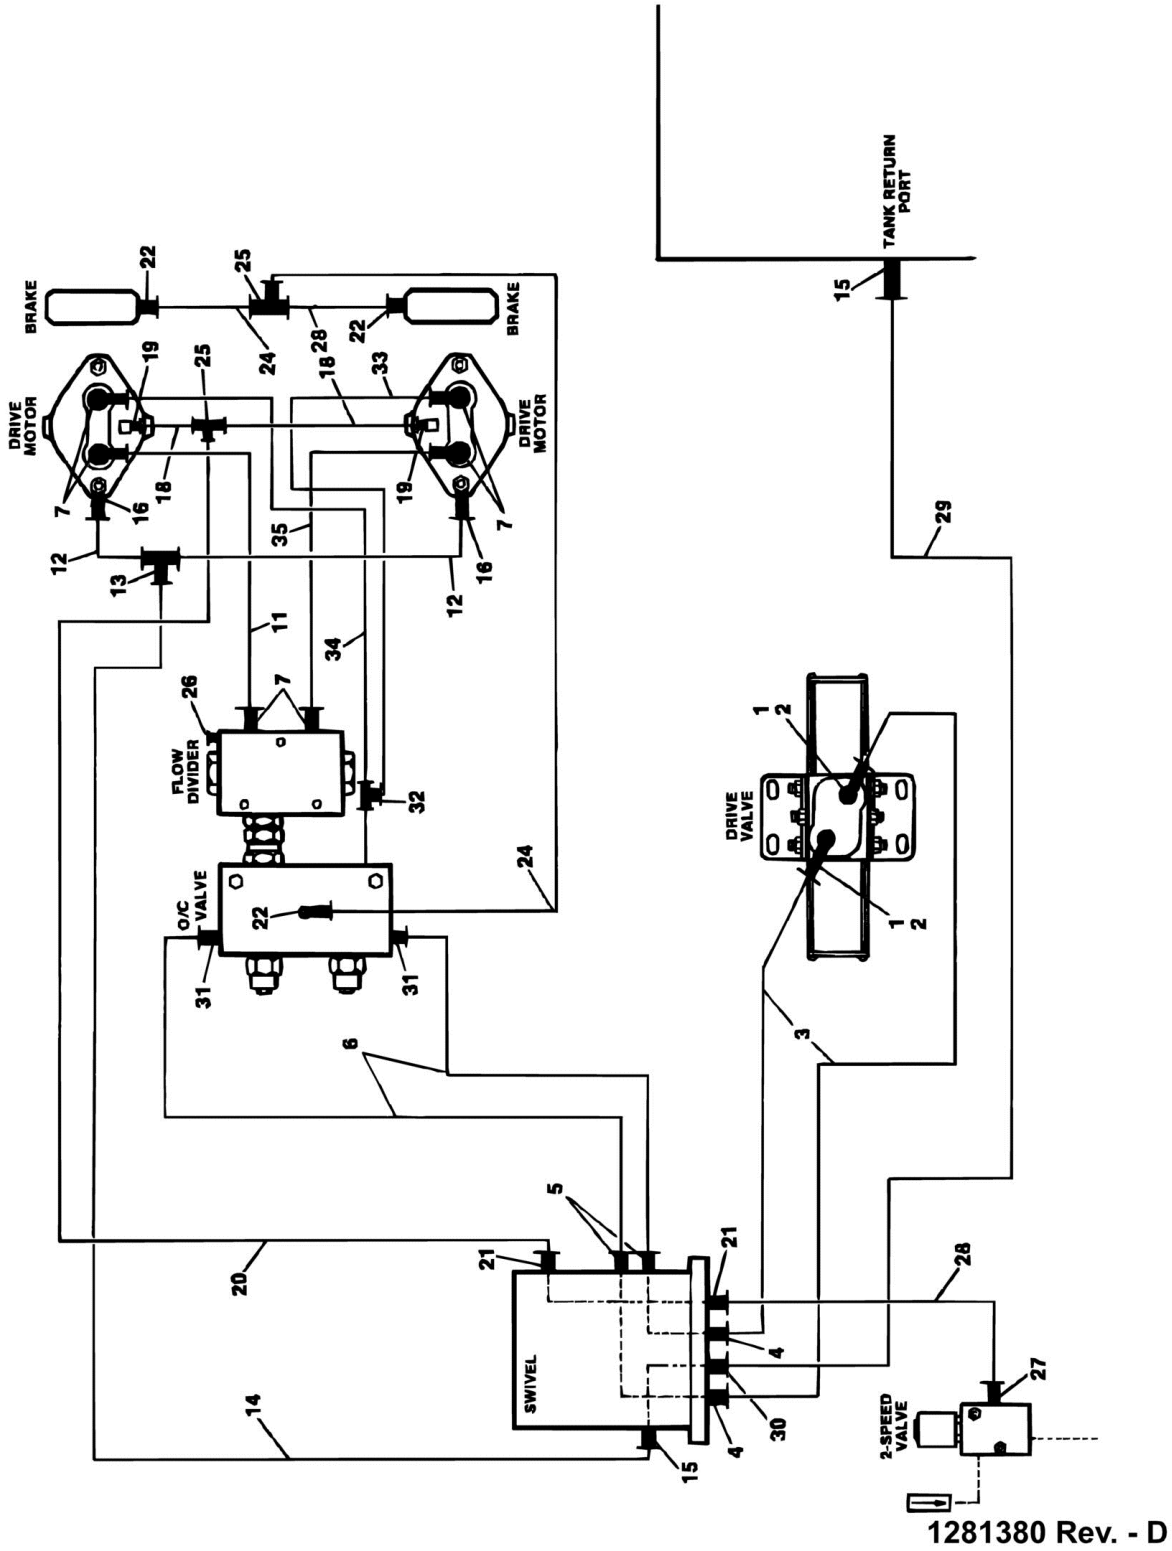 TANK RETURN
PORT
15
BRAKE
22
25
24
28
22
BRAKE
DRIVE
MOTOR
19
25
18
33
DRIVE
MOTOR
7
16
18
19
7
12
13
35
16
12
29
11
34
26
7
FLOW
DIVIDER
32
1
2
DRIVE
VALVE
24
O/C
VALVE
22
31
31
1
2
6
3
5
21
21
20
28
SWIVEL
4
27
14
30
4
15
2-SPEED
VALVE
1281380 Rev. - D